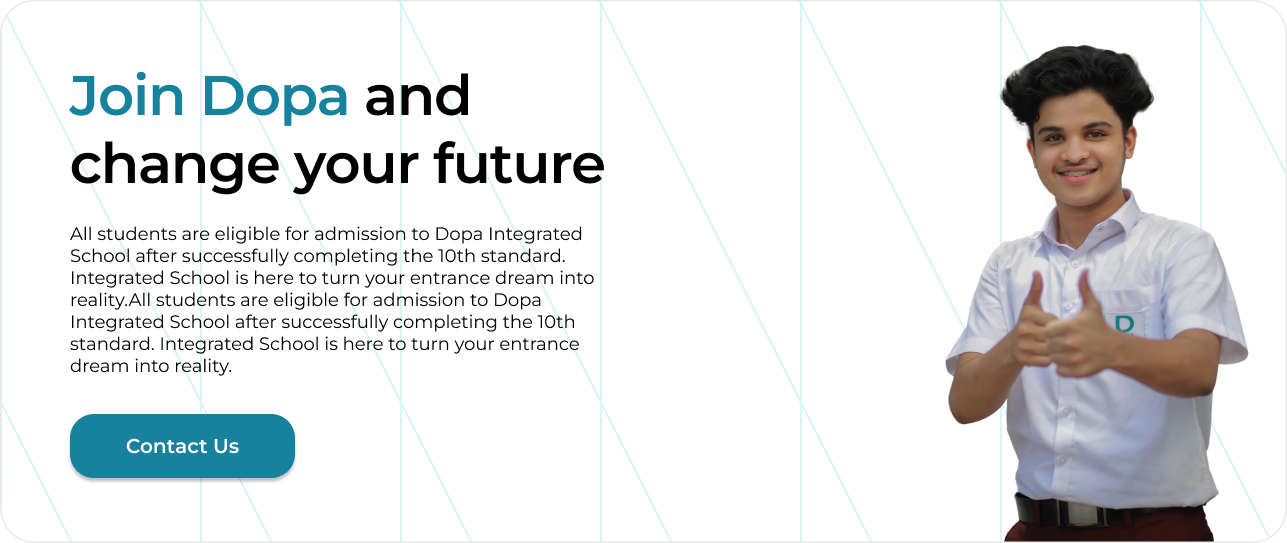 Join Dopa and
change your future
All students are eligible for admission to Dopa Integrated
School after successfully completing the 10th standard.
Integrated School is here to turn your entrance dream into
reality.All students are eligible for admission to Dopa
Integrated School after successfully completing the 10th
standard. Integrated School is here to turn your entrance
dream into reality.
Contact Us
D